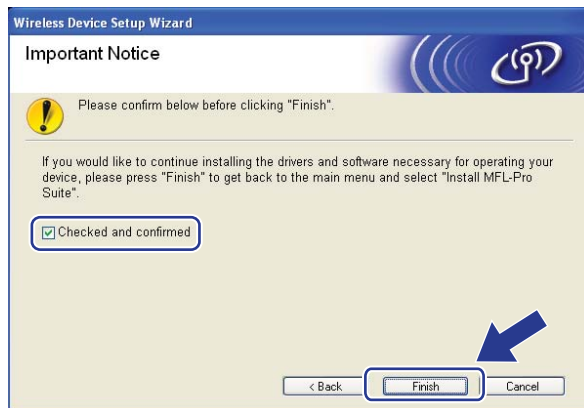 Wireless Device Setup Wizard
Important Notice
Please confirm below before clicking "Finish".
If you would like to continue installing the drivers and software necessary for operating your
device, please press "Finish" to get back to the main menu and select "Install MFL-Pro
Suite".
Checked and confirmed
< Back Finish Cancel